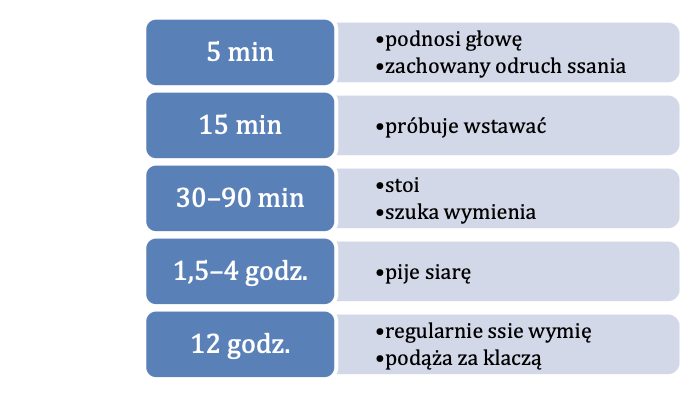 5 min
•podnosi głowę
•zachowany odruch ssania
15 min
•próbuje wstawać
30–90 min
•stoi
•szuka wymienia
1,5–4 godz.
•pije siarę
12 godz.
•regularnie ssie wymię
•podąża za klaczą